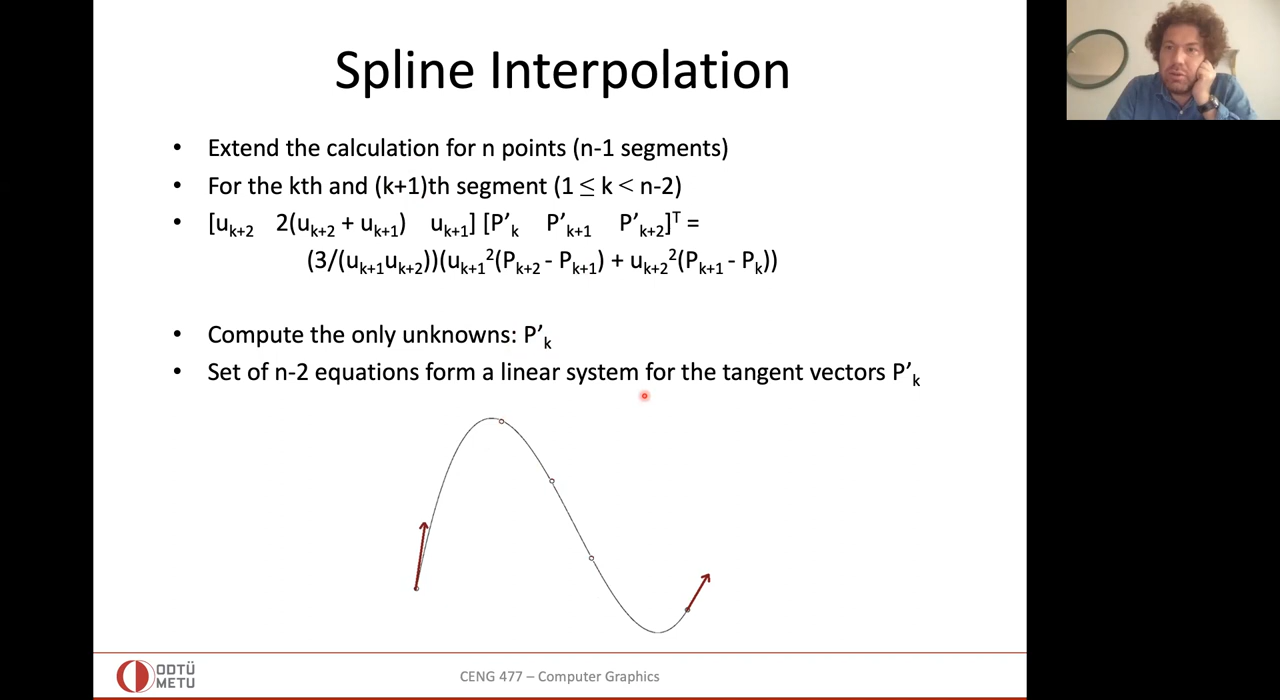 Spline Interpolation
• Extend the calculation for n points (n-1 segments)
• For the kth and (k+1)th segment (1 ≤ k < n-2)
• [uₖ₊₂ 2(uₖ₊₂ + uₖ₊₁) uₖ₊₁] [P’ₖ P’ₖ₊₁ P’ₖ₊₂]ᵀ =
(3/(uₖ₊₁uₖ₊₂))(uₖ₊₁²(Pₖ₊₂ - Pₖ₊₁) + uₖ₊₂²(Pₖ₊₁ - Pₖ))
• Compute the only unknowns: P’ₖ
• Set of n-2 equations form a linear system for the tangent vectors P’ₖ
ODTÜ
METU
CENG 477 – Computer Graphics